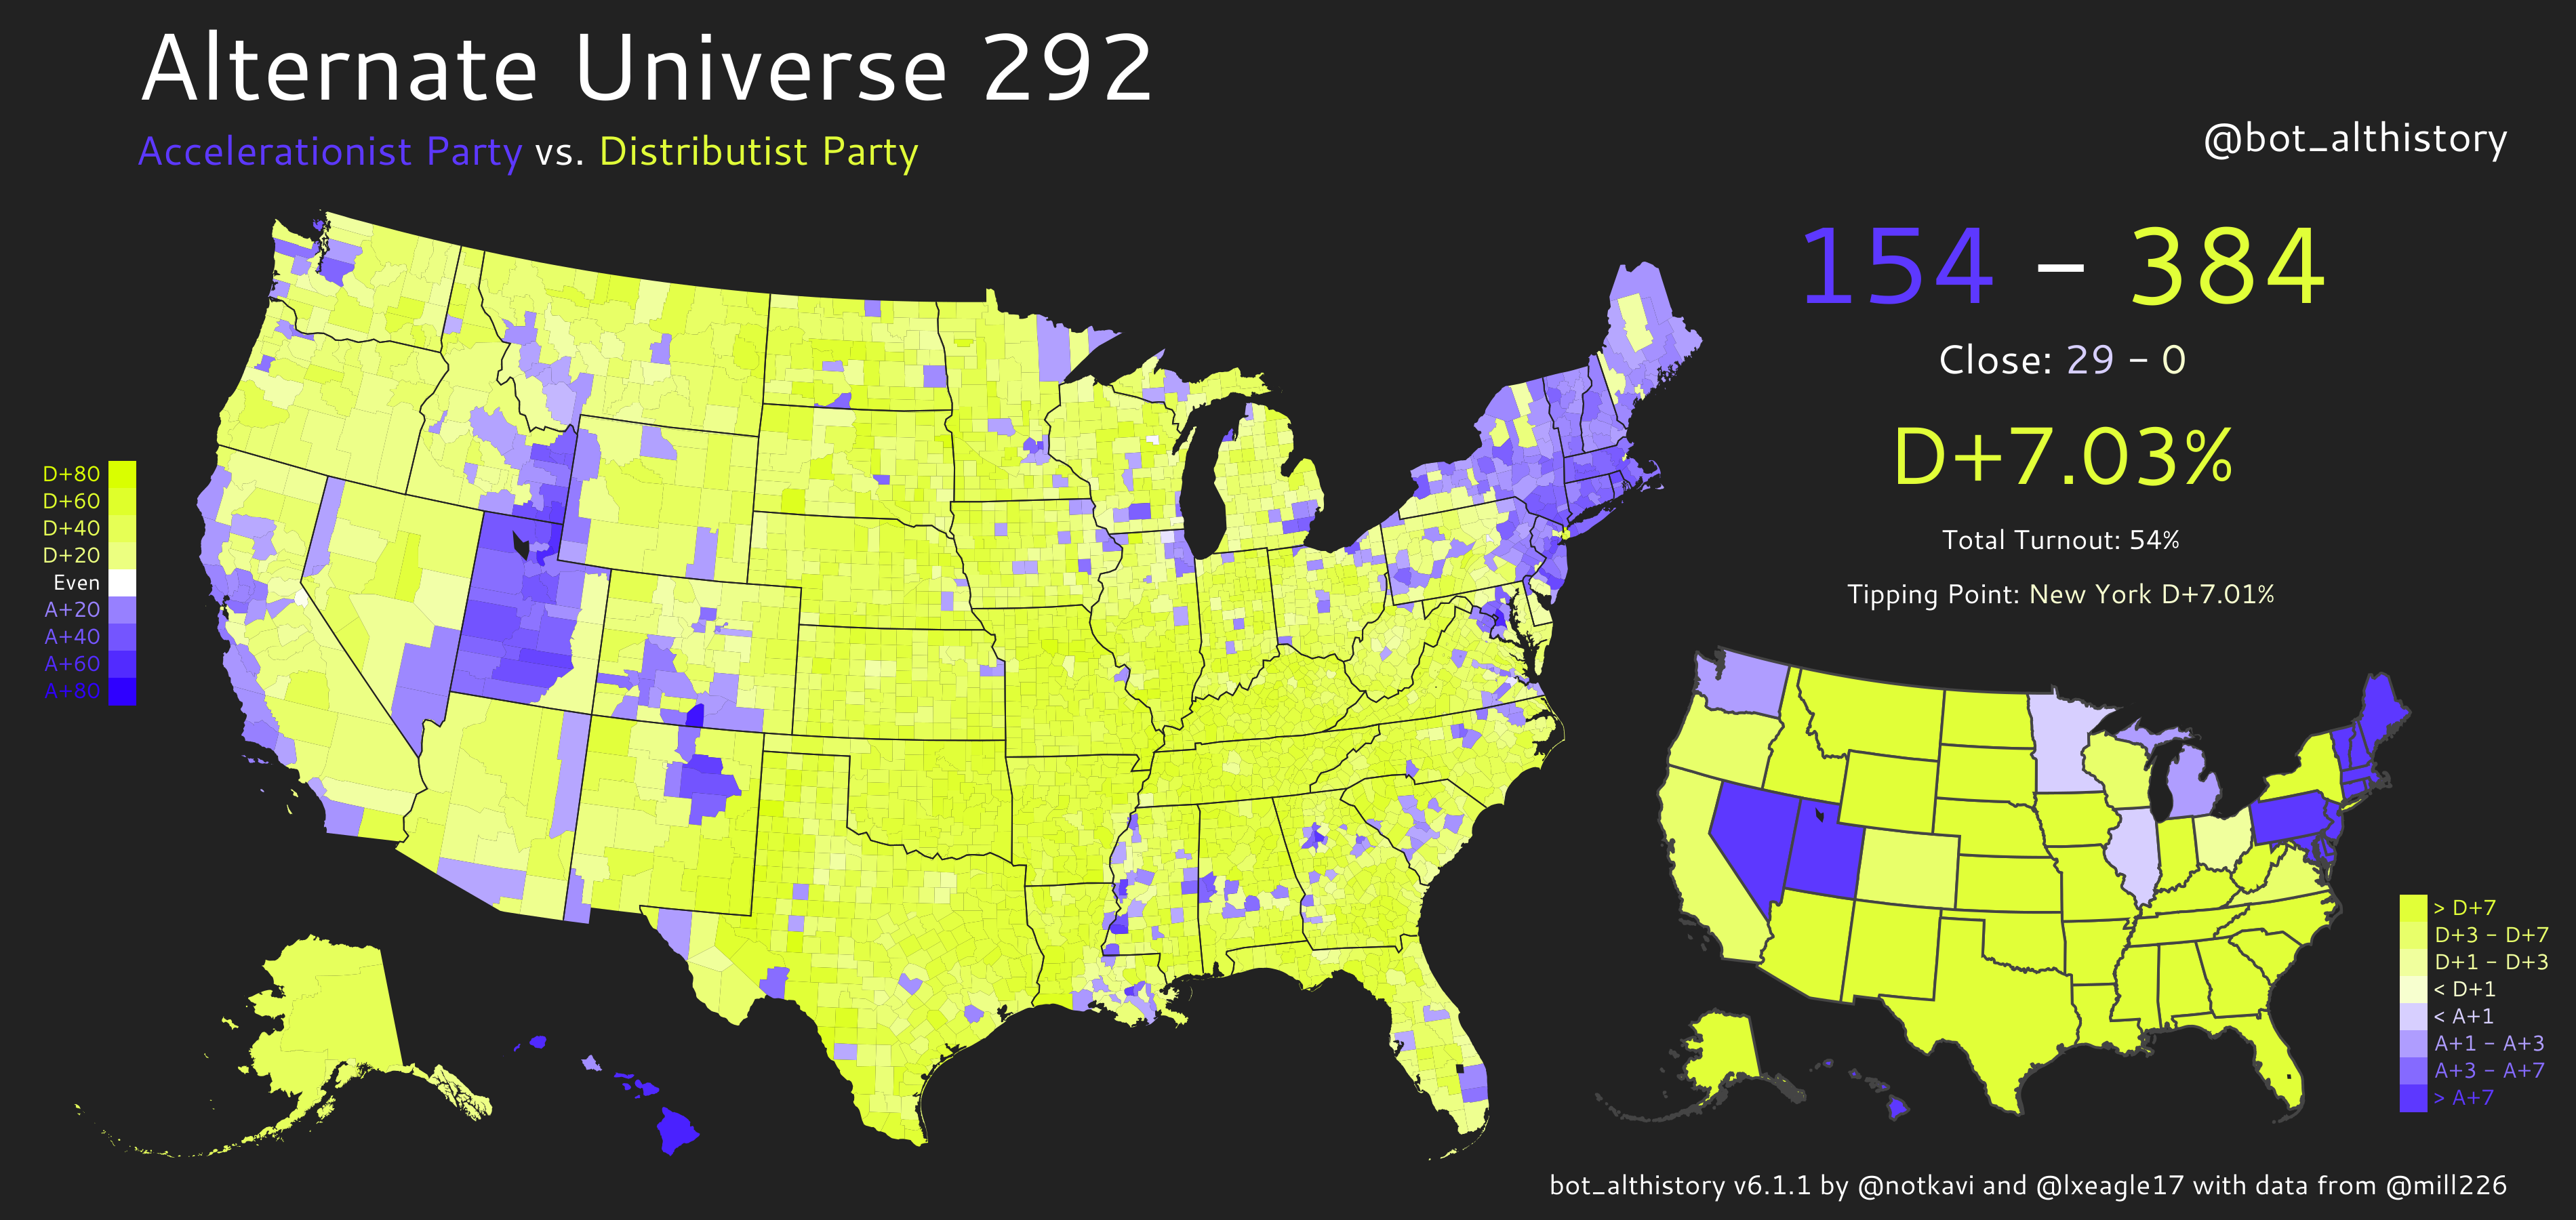 Alternate Universe 292
Accelerationist Party vs. Distributist Party
@bot_althistory
154 – 384
Close: 29 - 0
D+7.03%
Total Turnout: 54%
Tipping Point: New York D+7.01%
D+80
D+60
D+40
D+20
Even
A+20
A+40
A+60
A+80
> D+7
D+3 - D+7
D+1 - D+3
< D+1
< A+1
A+1 - A+3
A+3 - A+7
> A+7
bot_althistory v6.1.1 by @notkavi and @lxeagle17 with data from @mill226